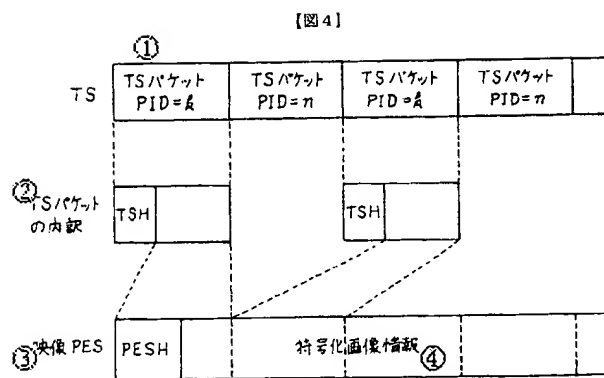 【図4】
①
TS
TSパケット
PID=k
TSパケット
PID=n
TSパケット
PID=k
TSパケット
PID=n
②TSパケット
の内訳
TSH
TSH
③映像PES
PESH
符号化画像情報④